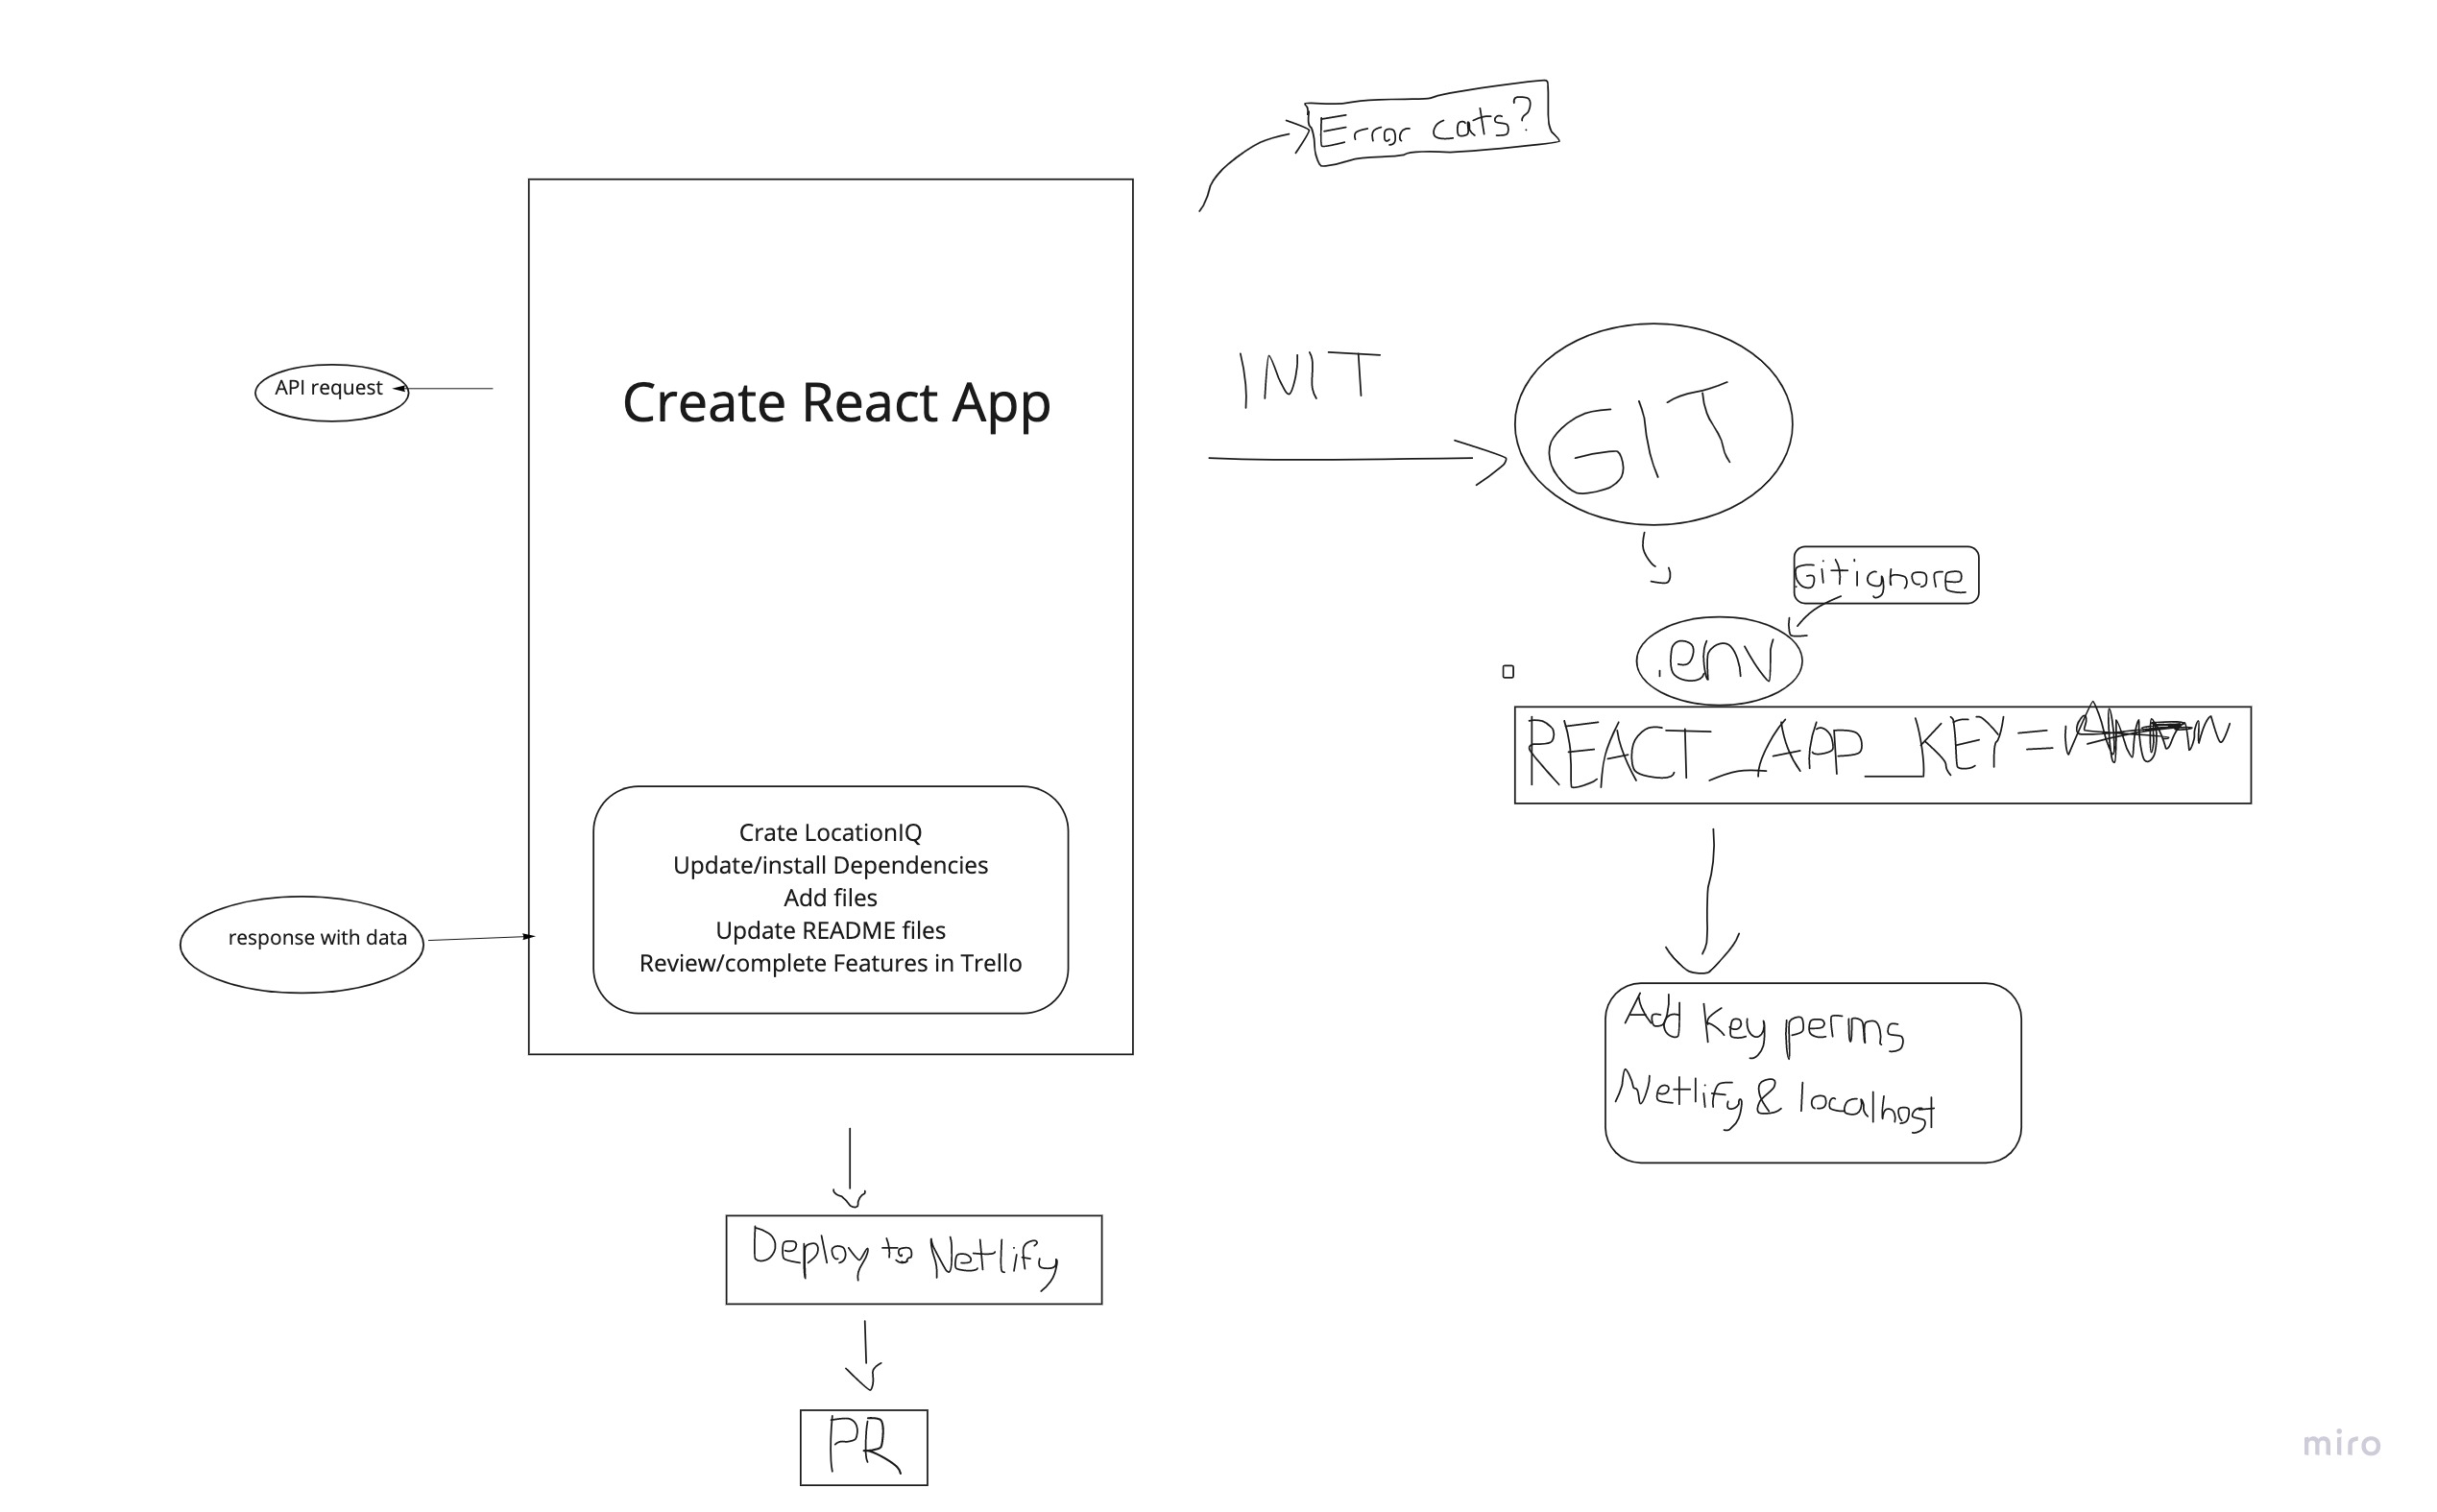 Error cats?
API request
Create React App
INIT
GIT
.Gitignore
.env
REACT_APP_KEY=
Crate LocationIQ
Update/install Dependencies
Add files
Update README files
Review/complete Features in Trello
response with data
Add Key perms
Netlify & localhost
Deploy to Netlify
PR
miro